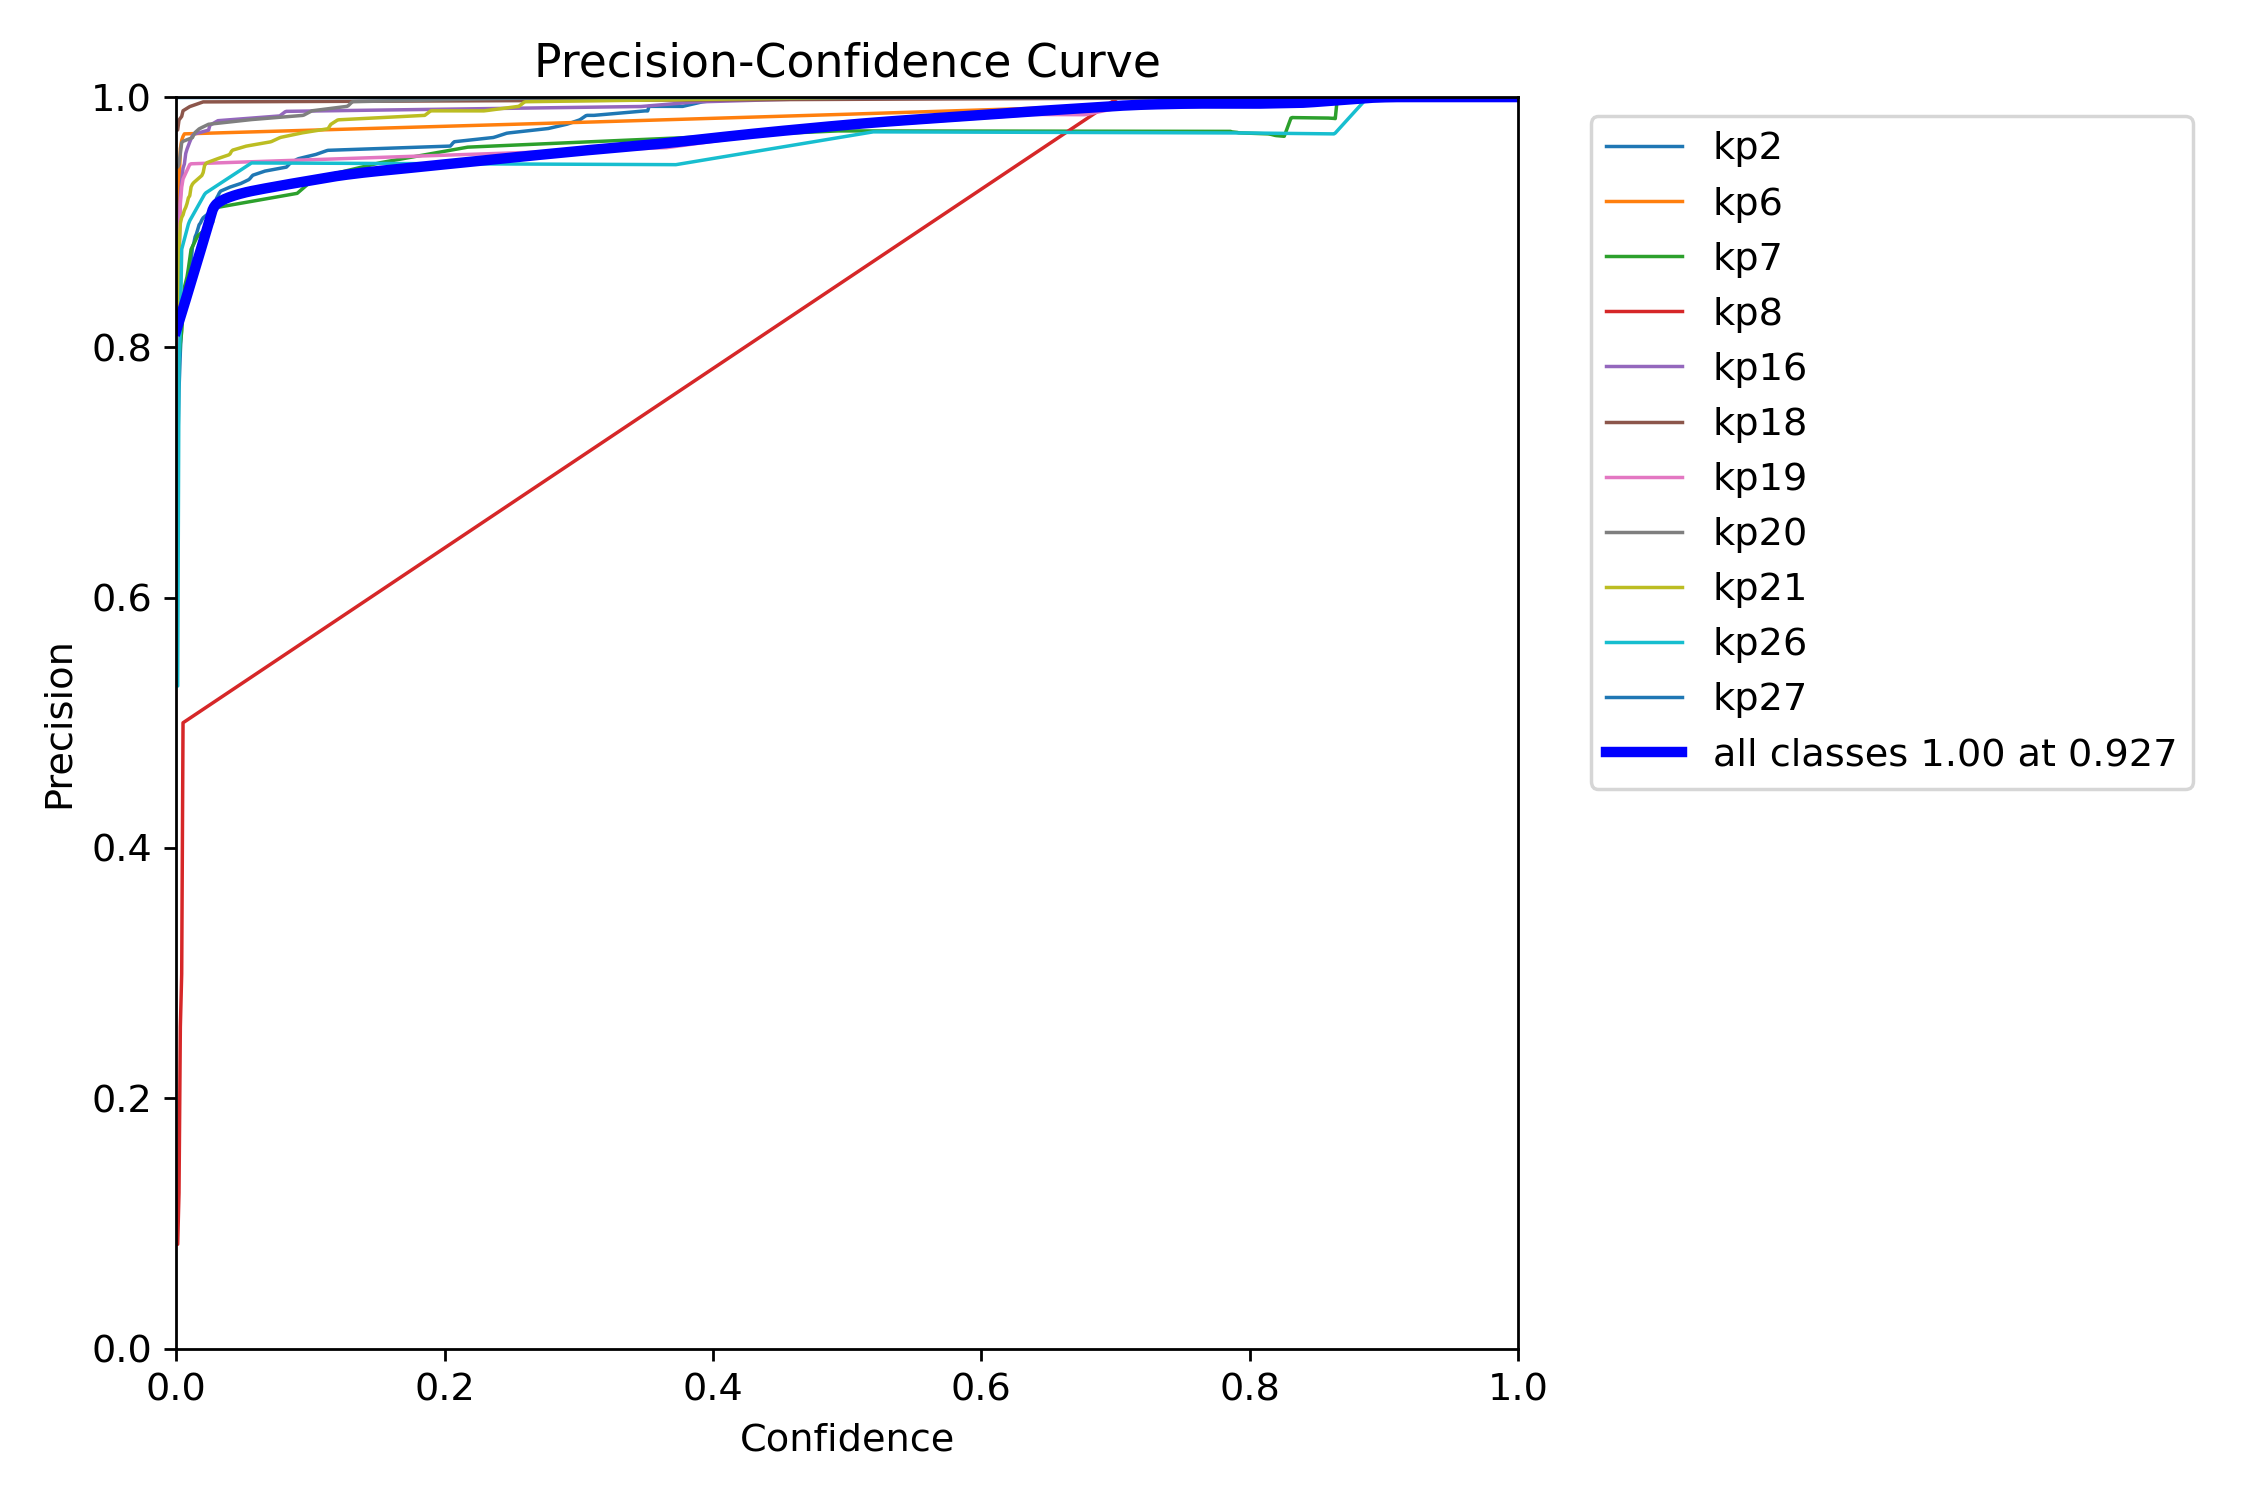 Precision-Confidence Curve
1.0
0.8
0.6
0.4
0.2
0.0
Precision
0.0 0.2 0.4 0.6 0.8 1.0
Confidence
kp2
kp6
kp7
kp8
kp16
kp18
kp19
kp20
kp21
kp26
kp27
all classes 1.00 at 0.927